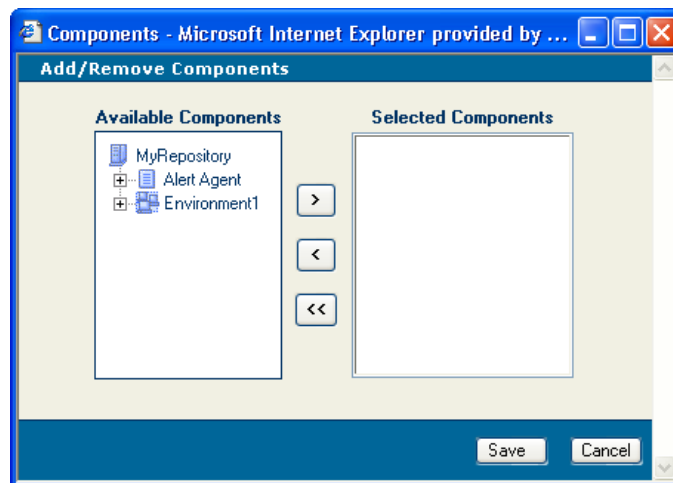 Components - Microsoft Internet Explorer provided by ...
Add/Remove Components
Available Components
Selected Components
MyRepository
Alert Agent
Environment1
>
<
<<
Save
Cancel